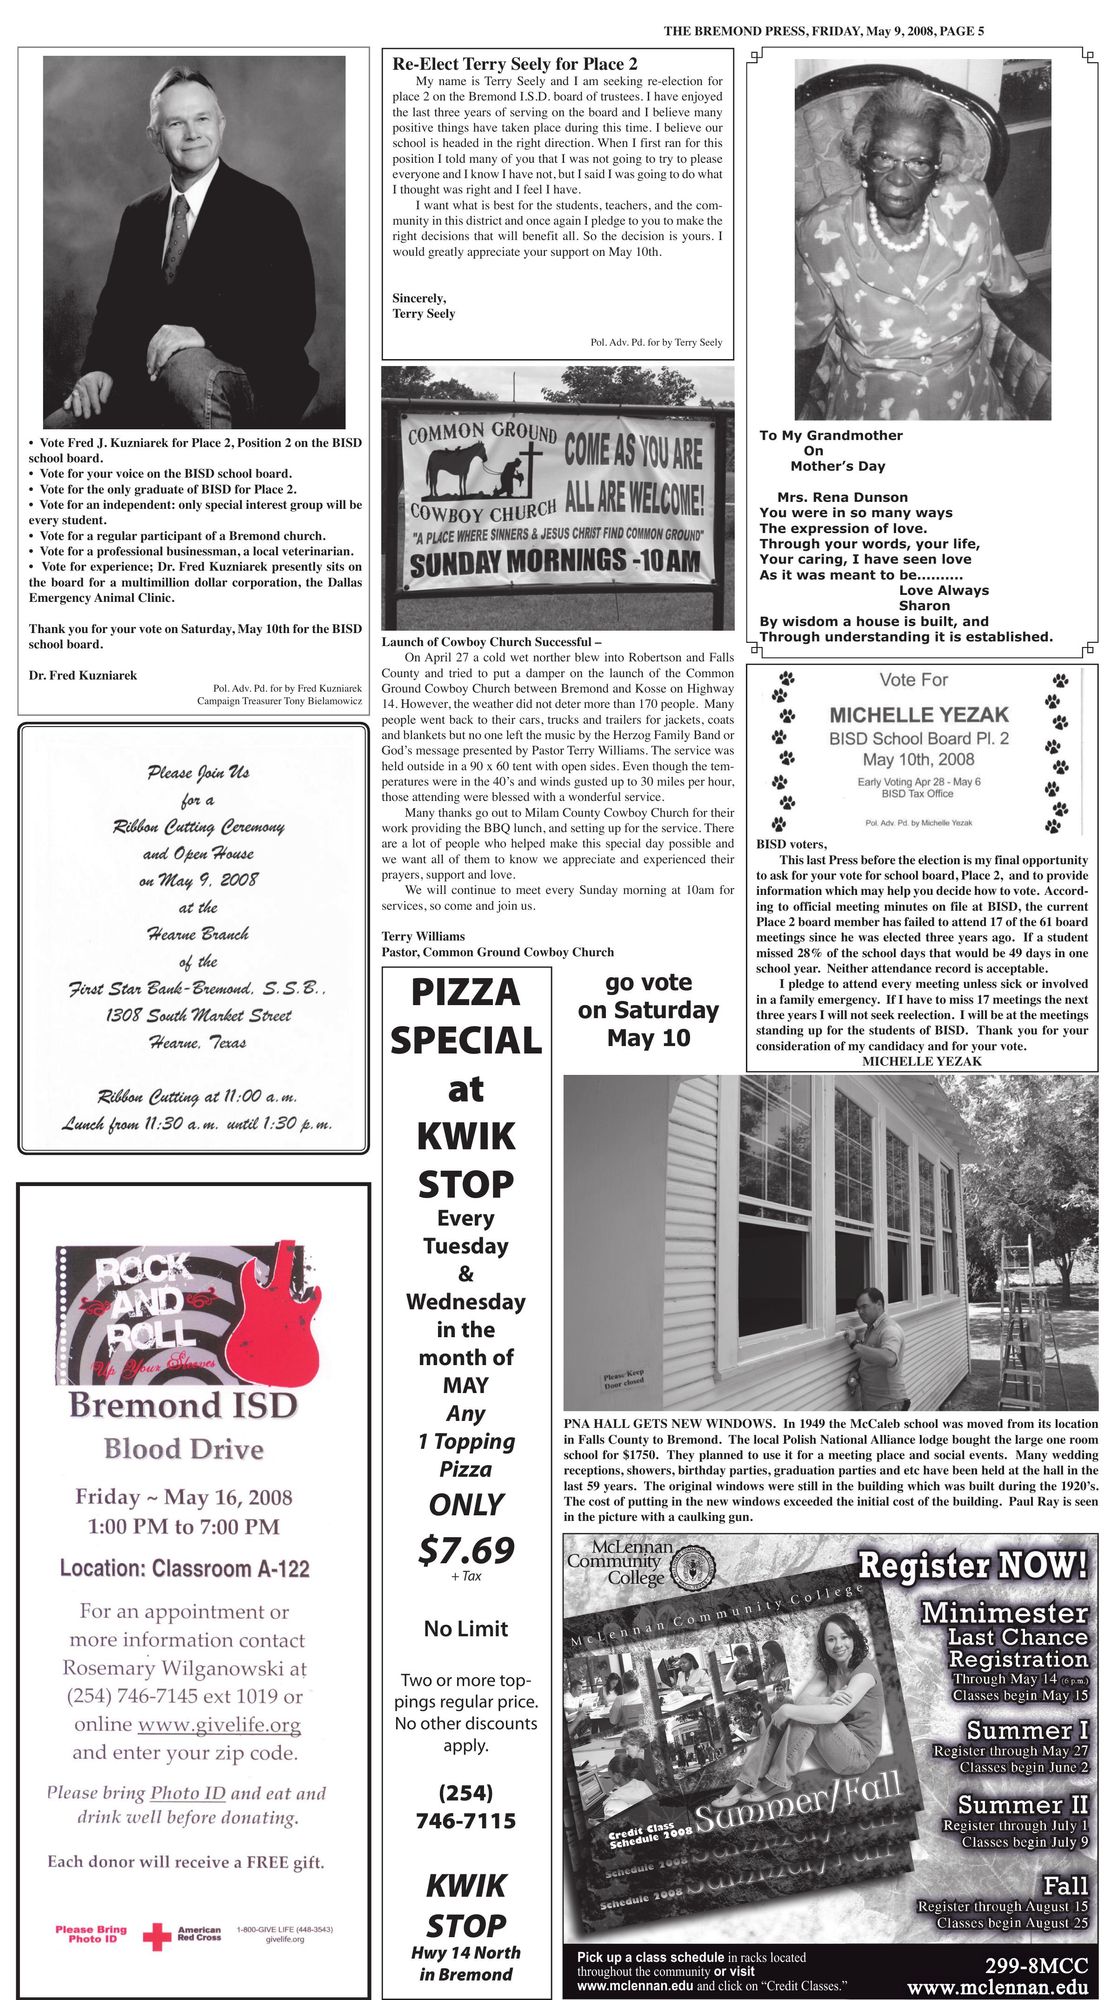 THE BREMOND PRESS, FRIDAY, May 9, 2008, PAGE 5
• Vote Fred J. Kuzniarek for Place 2, Position 2 on the BISD
school board.
• Vote for your voice on the BISD school board.
• Vote for the only graduate of BISD for Place 2.
• Vote for an independent: only special interest group will be
every student.
• Vote for a regular participant of a Bremond church.
• Vote for a professional businessman, a local veterinarian.
• Vote for experience; Dr. Fred Kuzniarek presently sits on
the board for a multimillion dollar corporation, the Dallas
Emergency Animal Clinic.
Thank you for your vote on Saturday, May 10th for the BISD
school board.
Dr. Fred Kuzniarek
Pol. Adv. Pd. for by Fred Kuzniarek
Campaign Treasurer Tony Bielamowicz
Please Join Us
for a
Ribbon Cutting Ceremony
and Open House
on May 9, 2008
at the
Hearne Branch
of the
First Star Bank-Bremond, S.S.B.,
1308 South Market Street
Hearne, Texas
Ribbon Cutting at 11:00 a.m.
Lunch from 11:30 a.m. until 1:30 p.m.
ROCK
AND
ROLL
Up Your Sleeves
Bremond ISD
Blood Drive
Friday ~ May 16, 2008
1:00 PM to 7:00 PM
Location: Classroom A-122
For an appointment or
more information contact
Rosemary Wilganowski at
(254) 746-7145 ext 1019 or
online www.givelife.org
and enter your zip code.
Please bring Photo ID and eat and
drink well before donating.
Each donor will receive a FREE gift.
Please Bring
Photo ID
American
Red Cross
1-800-GIVE LIFE (448-3543)
givelife.org
Re-Elect Terry Seely for Place 2
My name is Terry Seely and I am seeking re-election for
place 2 on the Bremond I.S.D. board of trustees. I have enjoyed
the last three years of serving on the board and I believe many
positive things have taken place during this time. I believe our
school is headed in the right direction. When I first ran for this
position I told many of you that I was not going to try to please
everyone and I know I have not, but I said I was going to do what
I thought was right and I feel I have.
I want what is best for the students, teachers, and the com-
munity in this district and once again I pledge to you to make the
right decisions that will benefit all. So the decision is yours. I
would greatly appreciate your support on May 10th.
Sincerely,
Terry Seely
Pol. Adv. Pd. for by Terry Seely
COMMON GROUND
COWBOY CHURCH
COME AS YOU ARE
ALL ARE WELCOME!
"A PLACE WHERE SINNERS & JESUS CHRIST FIND COMMON GROUND"
SUNDAY MORNINGS - 10 AM
Launch of Cowboy Church Successful –
On April 27 a cold wet norther blew into Robertson and Falls
County and tried to put a damper on the launch of the Common
Ground Cowboy Church between Bremond and Kosse on Highway
14. However, the weather did not deter more than 170 people. Many
people went back to their cars, trucks and trailers for jackets, coats
and blankets but no one left the music by the Herzog Family Band or
God's message presented by Pastor Terry Williams. The service was
held outside in a 90 x 60 tent with open sides. Even though the tem-
peratures were in the 40's and winds gusted up to 30 miles per hour,
those attending were blessed with a wonderful service.
Many thanks go out to Milam County Cowboy Church for their
work providing the BBQ lunch, and setting up for the service. There
are a lot of people who helped make this special day possible and
we want all of them to know we appreciate and experienced their
prayers, support and love.
We will continue to meet every Sunday morning at 10am for
services, so come and join us.
Terry Williams
Pastor, Common Ground Cowboy Church
PIZZA
SPECIAL
at
KWIK
STOP
Every
Tuesday
&
Wednesday
in the
month of
MAY
Any
1 Topping
Pizza
ONLY
$7.69
+ Tax
No Limit
Two or more top-
pings regular price.
No other discounts
apply.
(254)
746-7115
KWIK
STOP
Hwy 14 North
in Bremond
go vote
on Saturday
May 10
To My Grandmother
On
Mother's Day
Mrs. Rena Dunson
You were in so many ways
The expression of love.
Through your words, your life,
Your caring, I have seen love
As it was meant to be..........
Love Always
Sharon
By wisdom a house is built, and
Through understanding it is established.
Vote For
MICHELLE YEZAK
BISD School Board Pl. 2
May 10th, 2008
Early Voting Apr 28 - May 6
BISD Tax Office
Pol. Adv. Pd. by Michelle Yezak
BISD voters,
This last Press before the election is my final opportunity
to ask for your vote for school board, Place 2, and to provide
information which may help you decide how to vote. Accord-
ing to official meeting minutes on file at BISD, the current
Place 2 board member has failed to attend 17 of the 61 board
meetings since he was elected three years ago. If a student
missed 28% of the school days that would be 49 days in one
school year. Neither attendance record is acceptable.
I pledge to attend every meeting unless sick or involved
in a family emergency. If I have to miss 17 meetings the next
three years I will not seek reelection. I will be at the meetings
standing up for the students of BISD. Thank you for your
consideration of my candidacy and for your vote.
MICHELLE YEZAK
Please Keep
Door closed
PNA HALL GETS NEW WINDOWS. In 1949 the McCaleb school was moved from its location
in Falls County to Bremond. The local Polish National Alliance lodge bought the large one room
school for $1750. They planned to use it for a meeting place and social events. Many wedding
receptions, showers, birthday parties, graduation parties and etc have been held at the hall in the
last 59 years. The original windows were still in the building which was built during the 1920's.
The cost of putting in the new windows exceeded the initial cost of the building. Paul Ray is seen
in the picture with a caulking gun.
McLennan
Community
College
McLennan Community College
Summer/Fall
Credit Class
Schedule 2008
Schedule 2008
Schedule 2008
Register NOW!
Minimester
Last Chance
Registration
Through May 14 (6 p.m.)
Classes begin May 15
Summer I
Register through May 27
Classes begin June 2
Summer II
Register through July 1
Classes begin July 9
Fall
Register through August 15
Classes begin August 25
Pick up a class schedule in racks located
throughout the community or visit
www.mclennan.edu and click on "Credit Classes."
299-8MCC
www.mclennan.edu